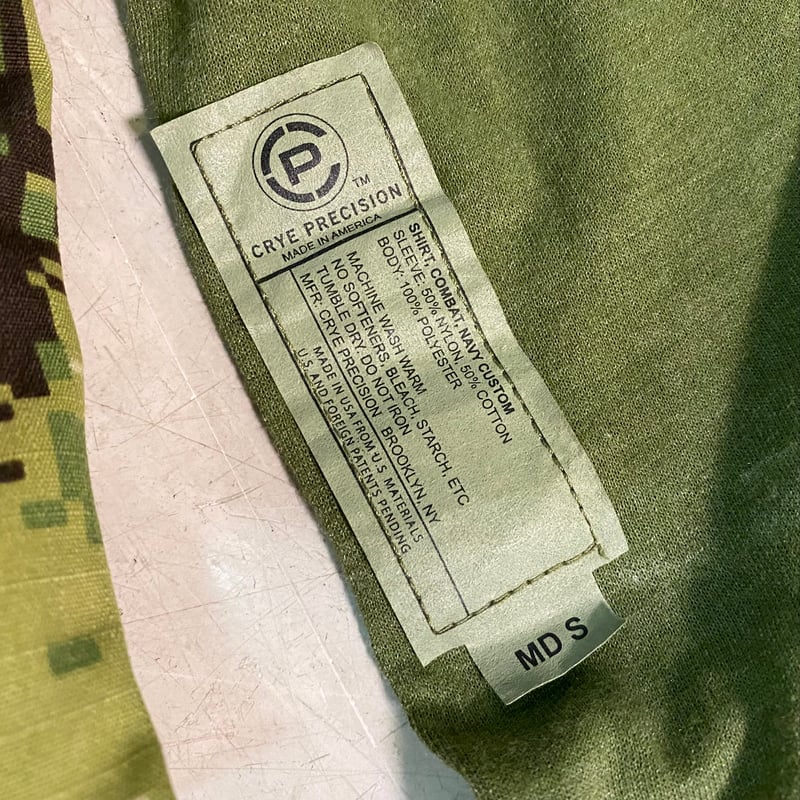 P
TM
CRYE PRECISION
MADE IN AMERICA
SHIRT, COMBAT, NAVY CUSTOM
SLEEVE: 50% NYLON, 50% COTTON
BODY: 100% POLYESTER
MACHINE WASH WARM
NO SOFTENERS, BLEACH, STARCH, ETC
TUMBLE DRY. DO NOT IRON
MFR: CRYE PRECISION BROOKLYN, NY
MADE IN USA FROM U.S. MATERIALS
U.S. AND FOREIGN PATENTS PENDING
MD S